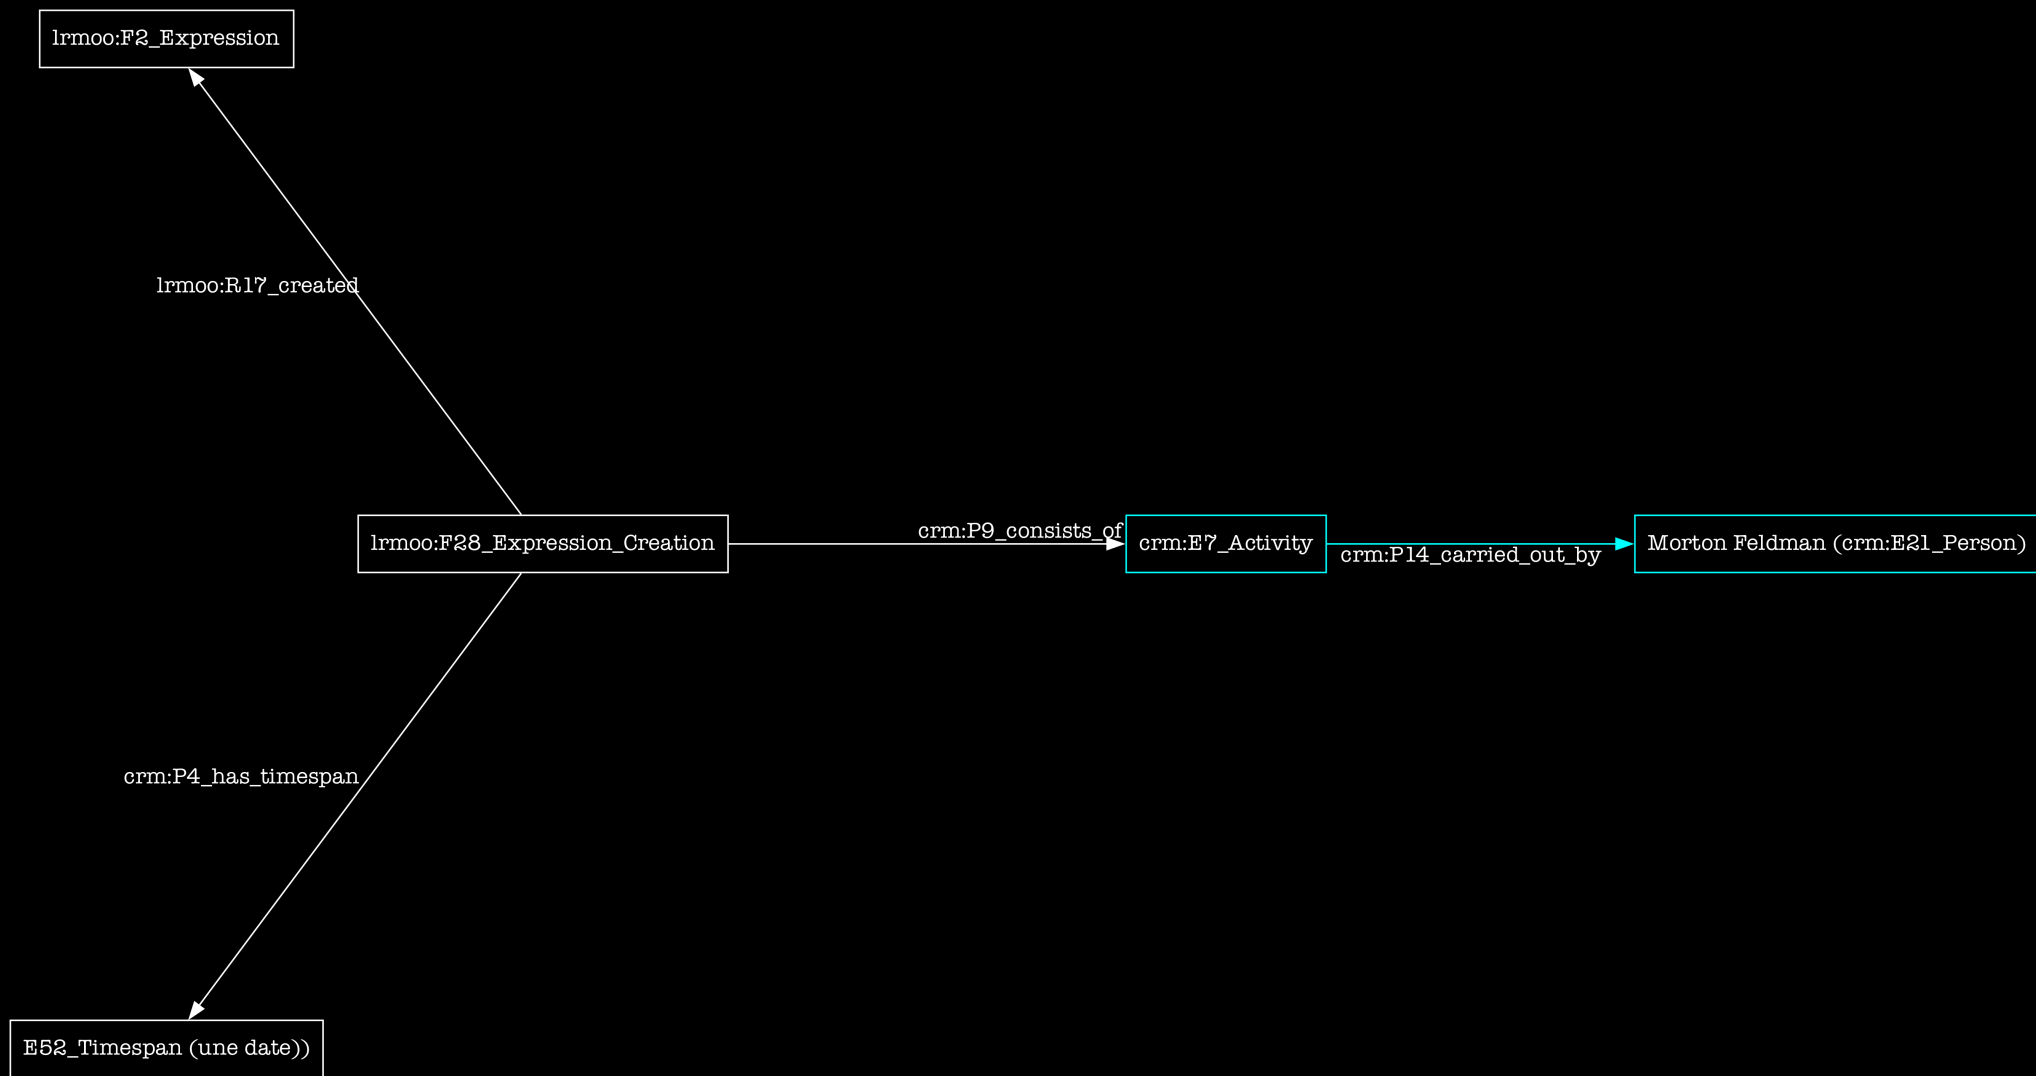 lrmoo:F2_Expression
lrmoo:R17_created
lrmoo:F28_Expression_Creation
crm:P9_consists_of
crm:E7_Activity
crm:P14_carried_out_by
Morton Feldman (crm:E21_Person)
crm:P4_has_timespan
E52_Timespan (une date))